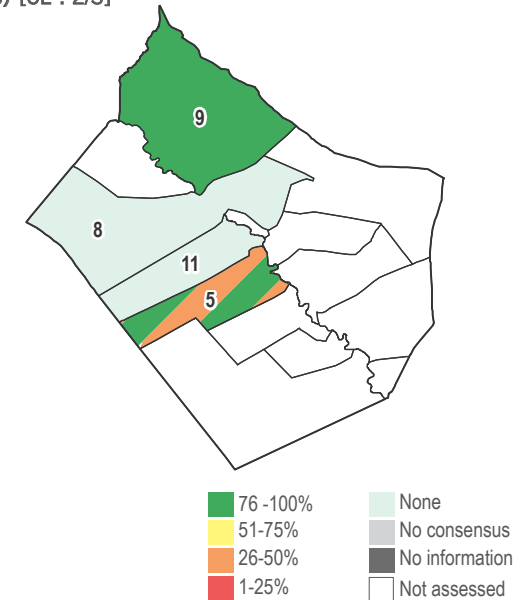 9
8
11
5
76 -100%
51-75%
26-50%
1-25%
None
No consensus
No information
Not assessed